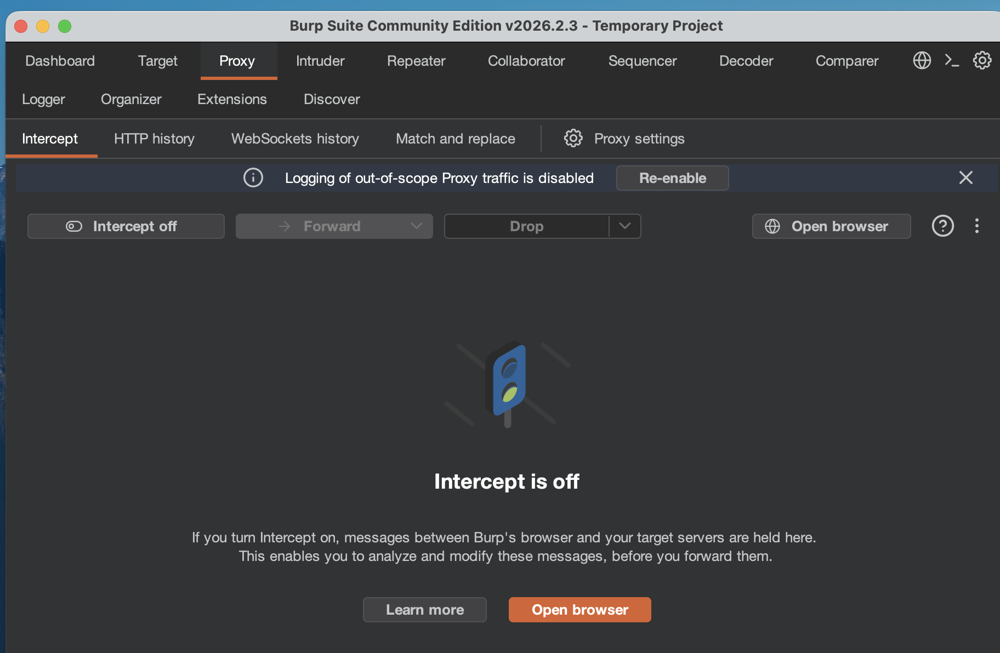 Burp Suite Community Edition v2026.2.3 - Temporary Project
Dashboard Target Proxy Intruder Repeater Collaborator Sequencer Decoder Comparer
Logger Organizer Extensions Discover
Intercept HTTP history WebSockets history Match and replace Proxy settings
Logging of out-of-scope Proxy traffic is disabled Re-enable
Intercept off Forward Drop Open browser
Intercept is off
If you turn Intercept on, messages between Burp's browser and your target servers are held here.
This enables you to analyze and modify these messages, before you forward them.
Learn more Open browser